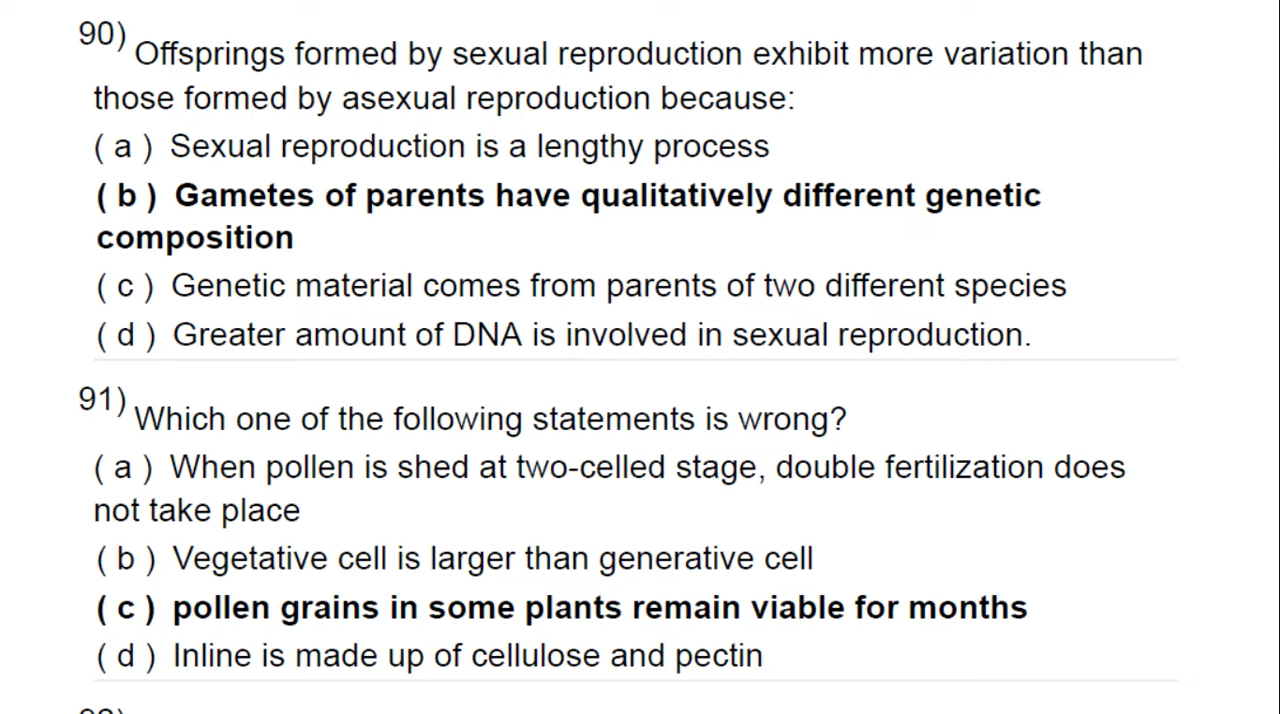 90)
Offsprings formed by sexual reproduction exhibit more variation than
those formed by asexual reproduction because:
( a ) Sexual reproduction is a lengthy process
( b ) Gametes of parents have qualitatively different genetic
composition
( c ) Genetic material comes from parents of two different species
( d ) Greater amount of DNA is involved in sexual reproduction.
91)
Which one of the following statements is wrong?
( a ) When pollen is shed at two-celled stage, double fertilization does
not take place
( b ) Vegetative cell is larger than generative cell
( c ) pollen grains in some plants remain viable for months
( d ) Inline is made up of cellulose and pectin